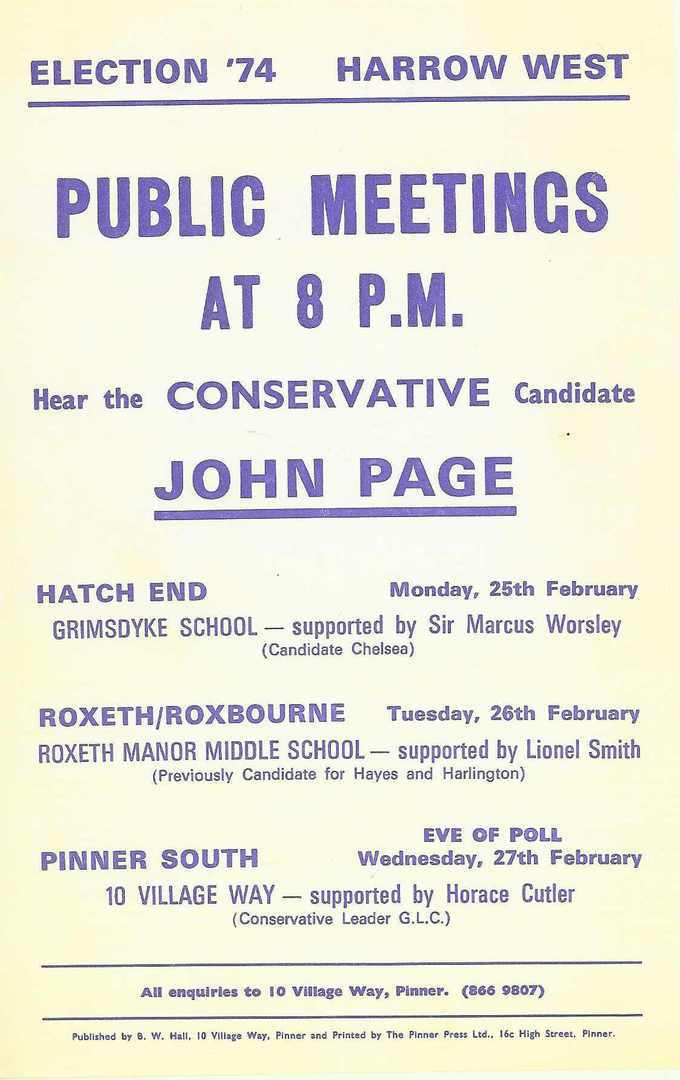 ELECTION '74 HARROW WEST
PUBLIC MEETINGS
AT 8 P.M.
Hear the CONSERVATIVE Candidate
JOHN PAGE
HATCH END Monday, 25th February
GRIMSDYKE SCHOOL — supported by Sir Marcus Worsley
(Candidate Chelsea)
ROXETH/ROXBOURNE Tuesday, 26th February
ROXETH MANOR MIDDLE SCHOOL — supported by Lionel Smith
(Previously Candidate for Hayes and Harlington)
EVE OF POLL
PINNER SOUTH Wednesday, 27th February
10 VILLAGE WAY — supported by Horace Cutler
(Conservative Leader G.L.C.)
All enquiries to 10 Village Way, Pinner. (866 9807)
Published by B. W. Hall, 10 Village Way, Pinner and Printed by The Pinner Press Ltd., 16c High Street, Pinner.